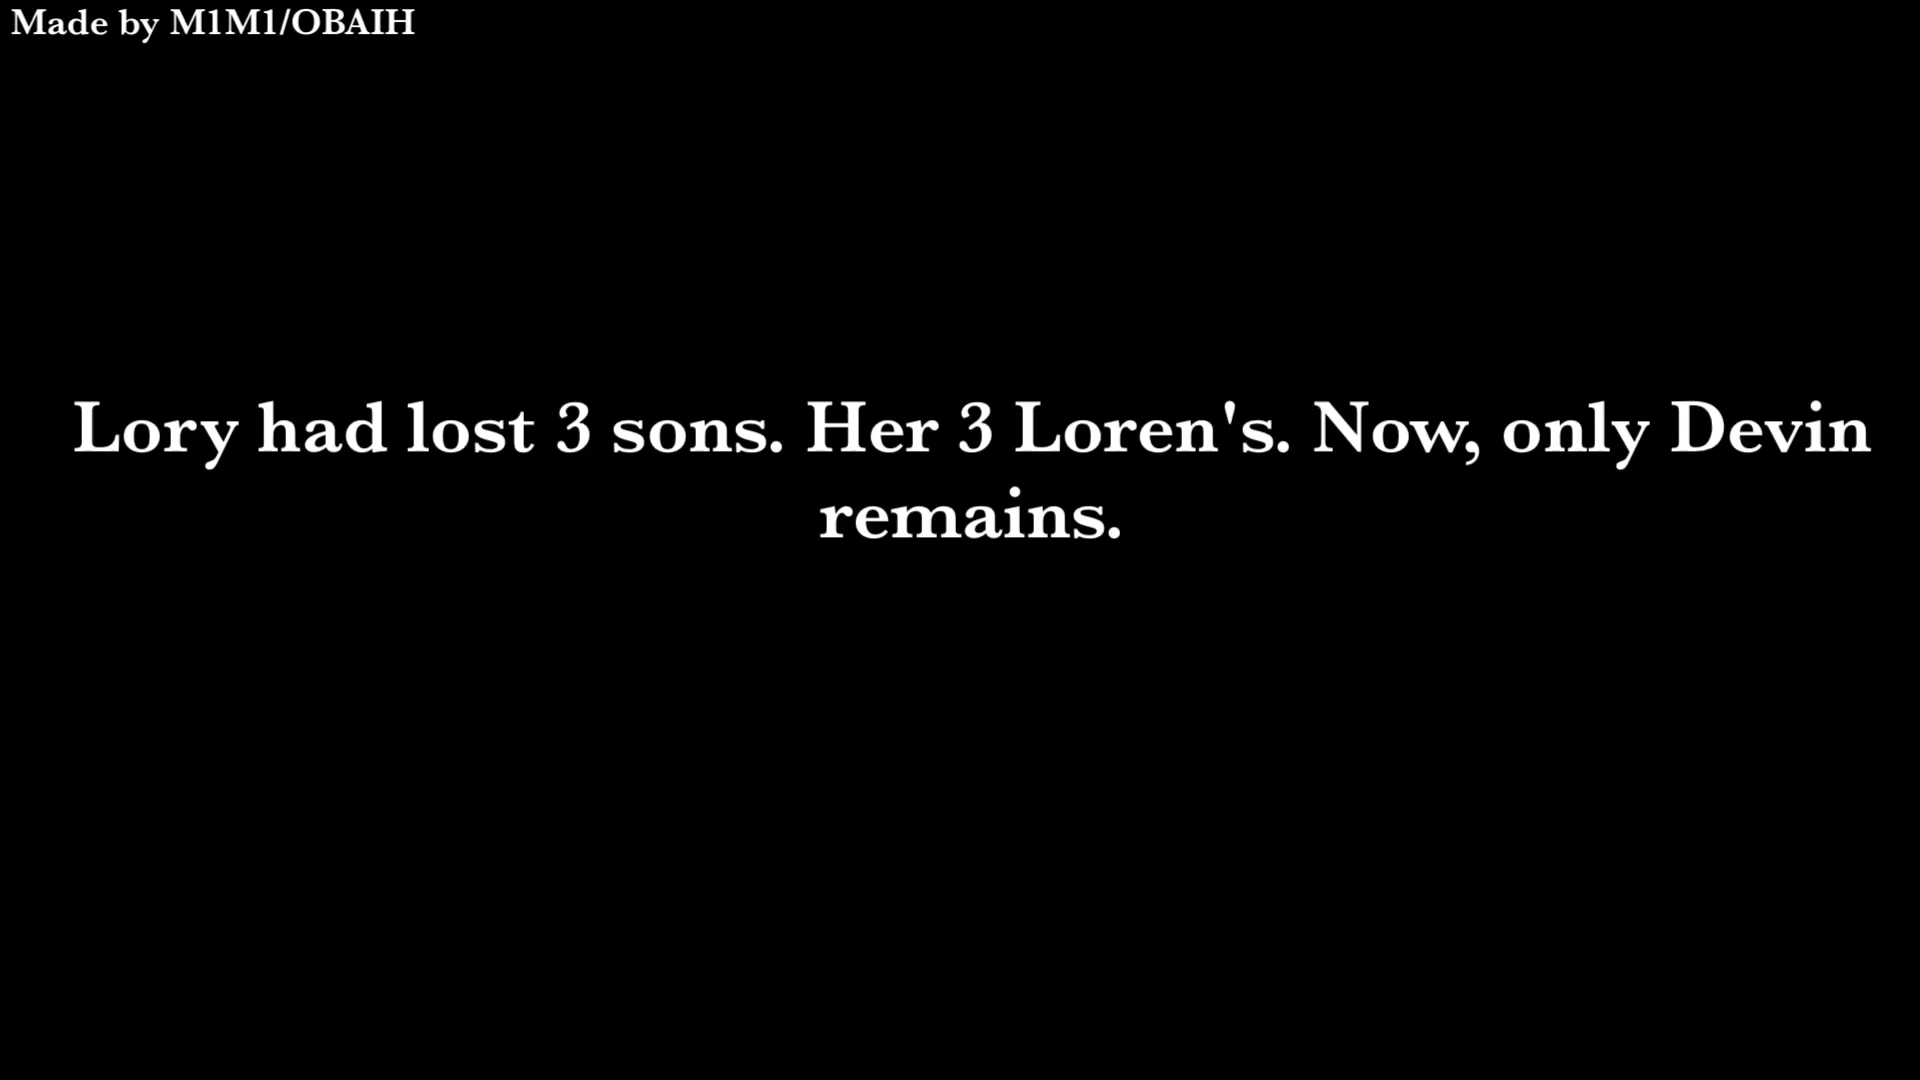 Made by M1M1/OBAIH
Lory had lost 3 sons. Her 3 Loren's. Now, only Devin
remains.